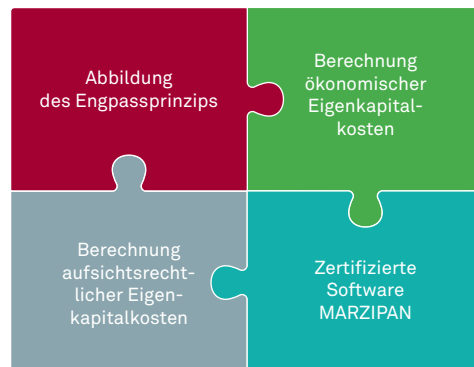 Abbildung
des Engpassprinzips
Berechnung
ökonomischer
Eigenkapital-
kosten
Berechnung
aufsichtsrecht-
licher Eigen-
kapitalkosten
Zertifizierte
Software
MARZIPAN